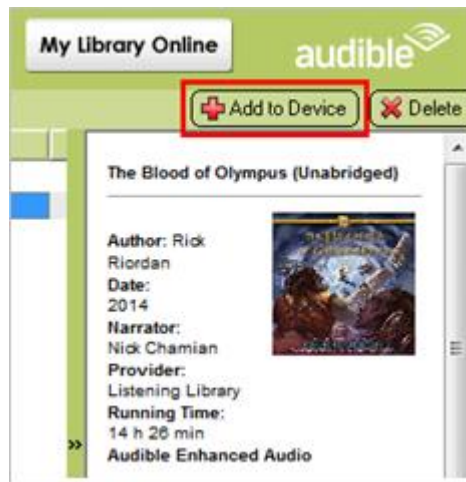 My Library Online
audible
Add to Device
Delete
The Blood of Olympus (Unabridged)
Author: Rick
Riordan
Date:
2014
Narrator:
Nick Chamian
Provider:
Listening Library
Running Time:
14 h 26 min
»
Audible Enhanced Audio